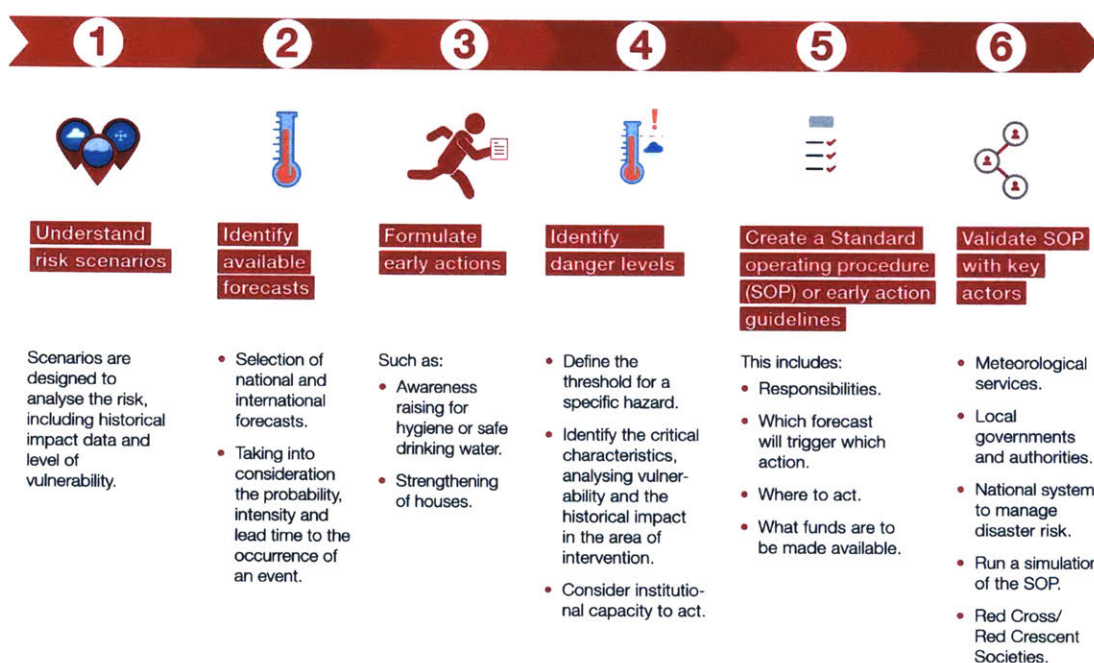 1
2
3
4
5
6
Understand
risk scenarios
Scenarios are
designed to
analyse the risk,
including historical
impact data and
level of
vulnerability.
Identify
available
forecasts
• Selection of
national and
international
forecasts.
• Taking into
consideration
the probability,
intensity and
lead time to the
occurrence of
an event.
Formulate
early actions
Such as:
• Awareness
raising for
hygiene or safe
drinking water.
• Strengthening
of houses.
Identify
danger levels
• Define the
threshold for a
specific hazard.
• Identify the critical
characteristics,
analysing vulner-
ability and the
historical impact
in the area of
intervention.
• Consider institutio-
nal capacity to act.
Create a Standard
operating procedure
(SOP) or early action
guidelines
This includes:
• Responsibilities.
• Which forecast
will trigger which
action.
• Where to act.
• What funds are to
be made available.
Validate SOP
with key
actors
• Meteorological
services.
• Local
governments
and authorities.
• National system
to manage
disaster risk.
• Run a simulation
of the SOP.
• Red Cross/
Red Crescent
Societies.